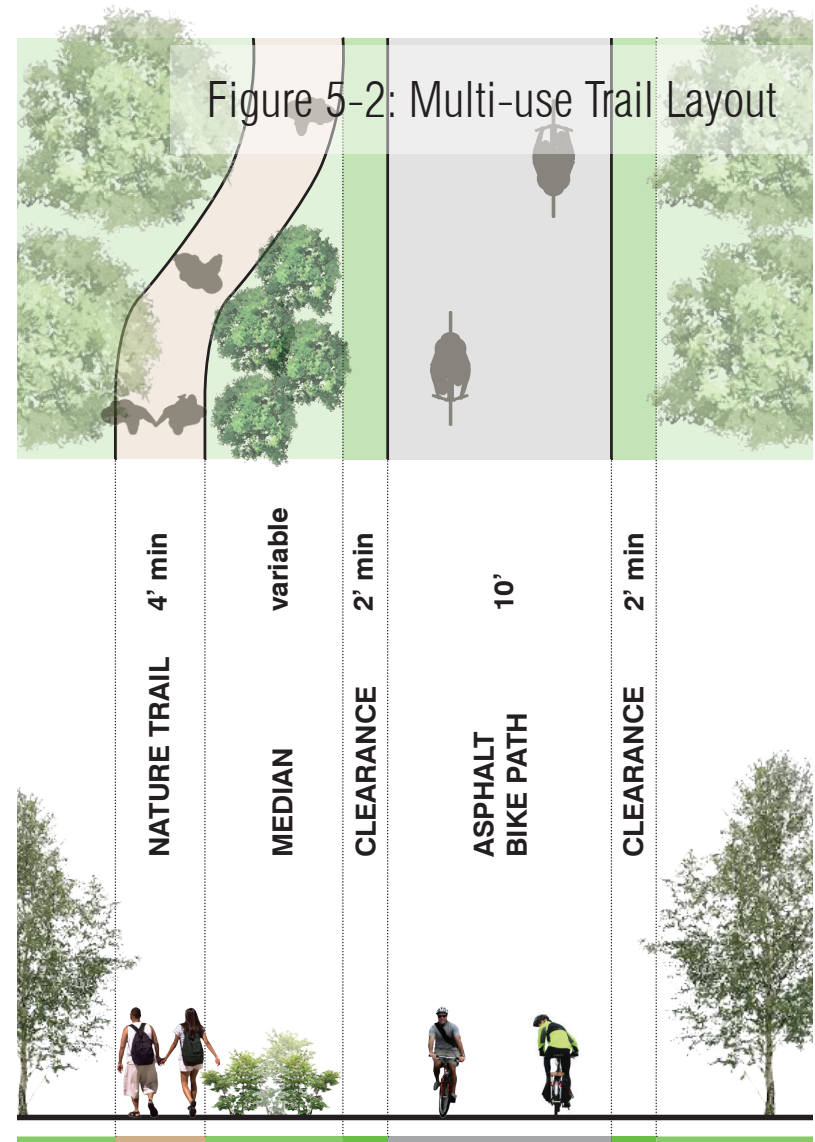 Figure 5-2: Multi-use Trail Layout
NATURE TRAIL 4’ min
MEDIAN variable
CLEARANCE 2’ min
ASPHALT
BIKE PATH 10’
CLEARANCE 2’ min